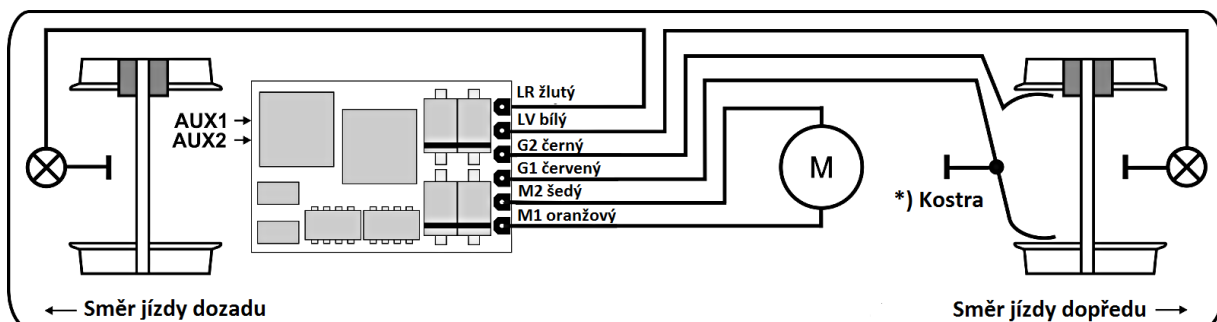 LR žlutý
LV bílý
G2 černý
G1 červený
M2 šedý
M1 oranžový
AUX1
AUX2
M
*) Kostra
Směr jízdy dozadu
Směr jízdy dopředu